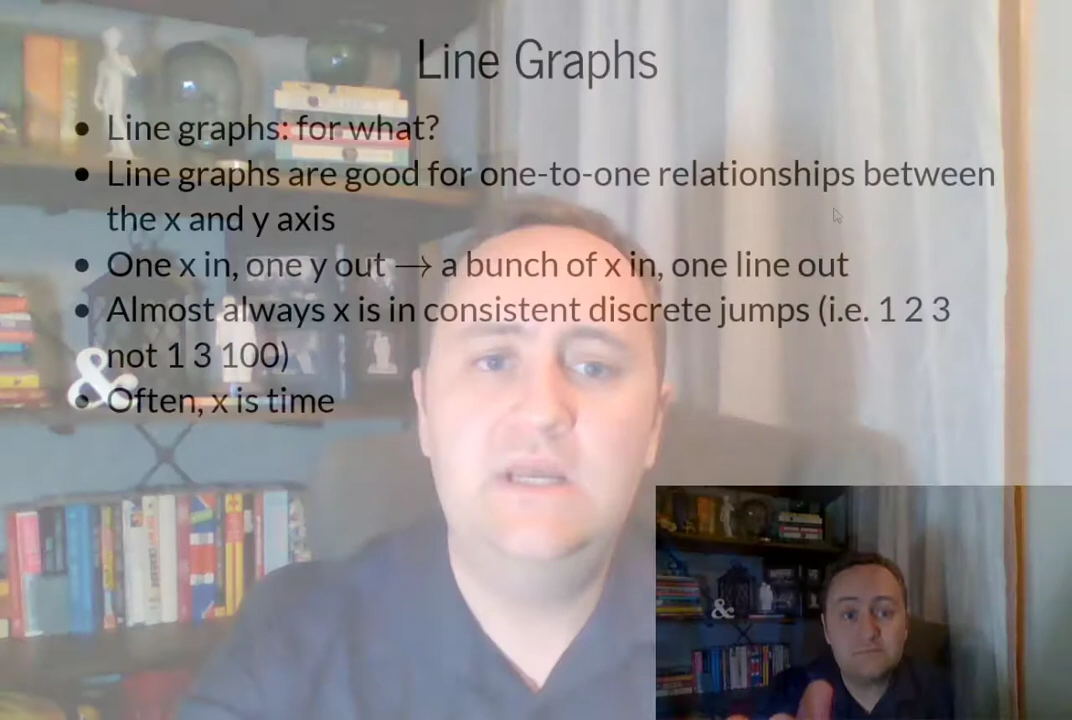 Line Graphs
• Line graphs: for what?
• Line graphs are good for one-to-one relationships between
the x and y axis
• One x in, one y out → a bunch of x in, one line out
• Almost always x is in consistent discrete jumps (i.e. 1 2 3
not 1 3 100)
• Often, x is time
&
&